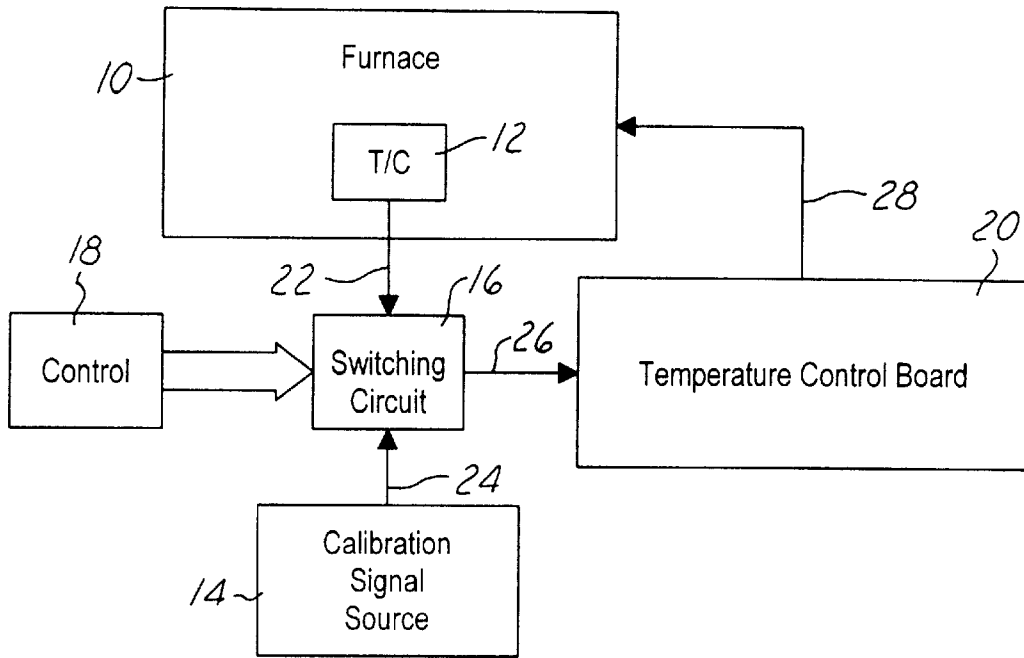 Furnace
10
T/C
12
28
20
18
22
16
Control
Switching
Circuit
26
Temperature Control Board
24
Calibration
Signal
Source
14